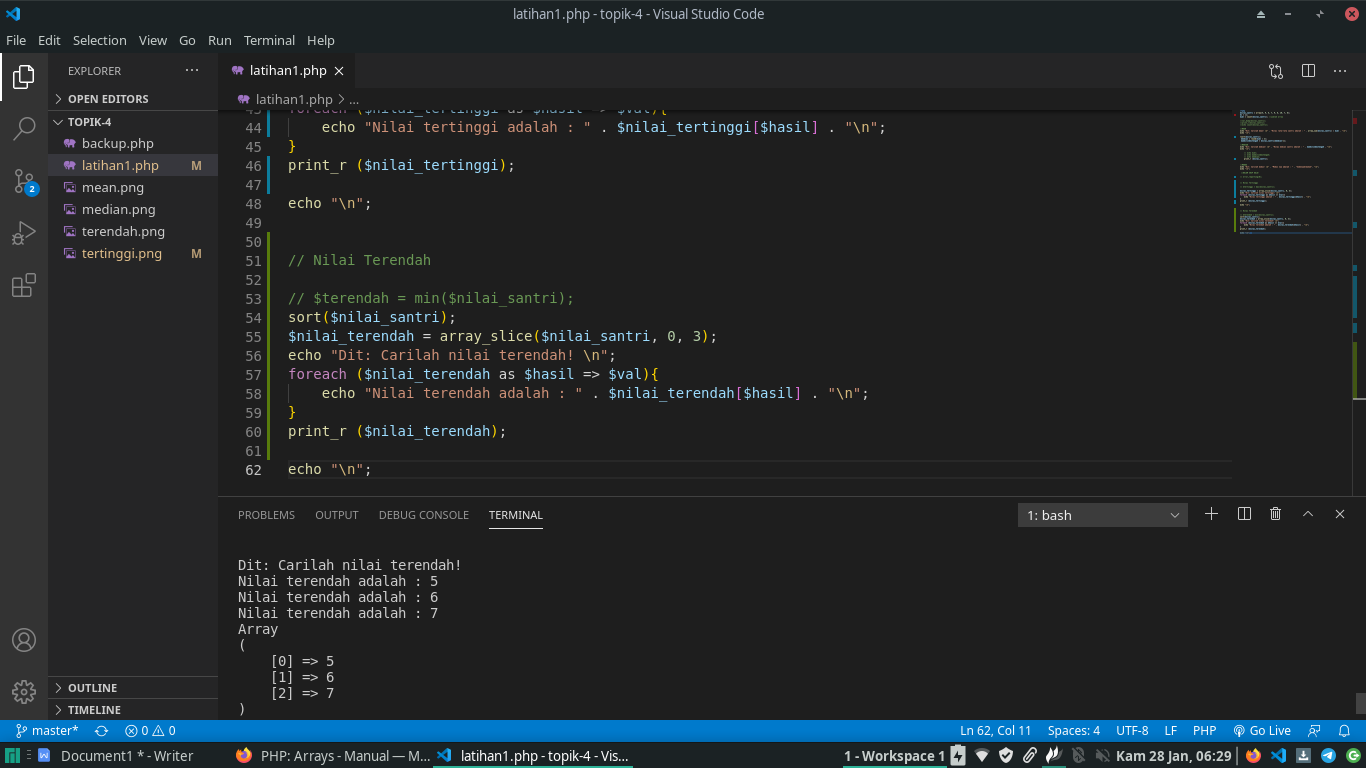 latihan1.php - topik-4 - Visual Studio Code
File Edit Selection View Go Run Terminal Help
EXPLORER
OPEN EDITORS
TOPIK-4
backup.php
latihan1.php M
mean.png
median.png
terendah.png
tertinggi.png M
OUTLINE
TIMELINE
2
latihan1.php
latihan1.php > ...
43 foreach ($nilai_tertinggi as $hasil => $val){
44 echo "Nilai tertinggi adalah : " . $nilai_tertinggi[$hasil] . "\n";
45 }
46 print_r ($nilai_tertinggi);
47
48 echo "\n";
49
50
51 // Nilai Terendah
52
53 // $terendah = min($nilai_santri);
54 sort($nilai_santri);
55 $nilai_terendah = array_slice($nilai_santri, 0, 3);
56 echo "Dit: Carilah nilai terendah! \n";
57 foreach ($nilai_terendah as $hasil => $val){
58 echo "Nilai terendah adalah : " . $nilai_terendah[$hasil] . "\n";
59 }
60 print_r ($nilai_terendah);
61
62 echo "\n";
PROBLEMS OUTPUT DEBUG CONSOLE TERMINAL
1: bash
Dit: Carilah nilai terendah!
Nilai terendah adalah : 5
Nilai terendah adalah : 6
Nilai terendah adalah : 7
Array
(
[0] => 5
[1] => 6
[2] => 7
)
master* 0 0 Ln 62, Col 11 Spaces: 4 UTF-8 LF PHP Go Live
Document1 * - Writer PHP: Arrays - Manual — M... latihan1.php - topik-4 - Vis... 1 - Workspace 1 Kam 28 Jan, 06:29